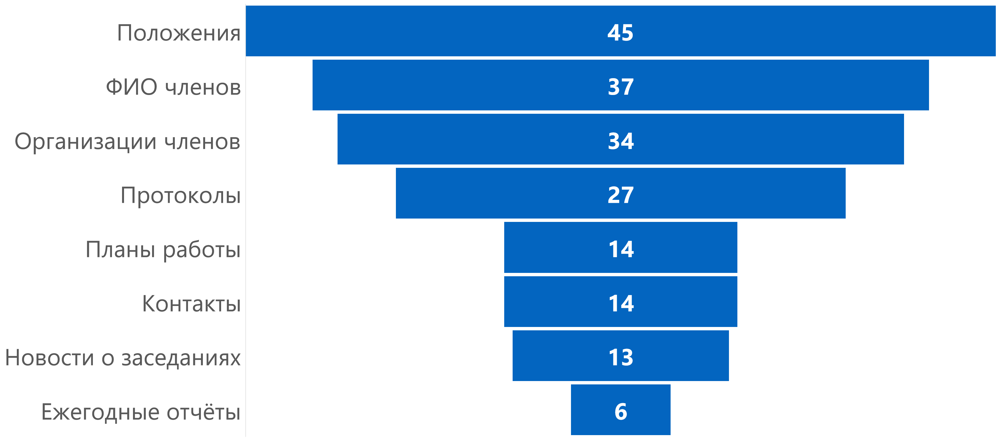 Положения 45
ФИО членов 37
Организации членов 34
Протоколы 27
Планы работы 14
Контакты 14
Новости о заседаниях 13
Ежегодные отчёты 6